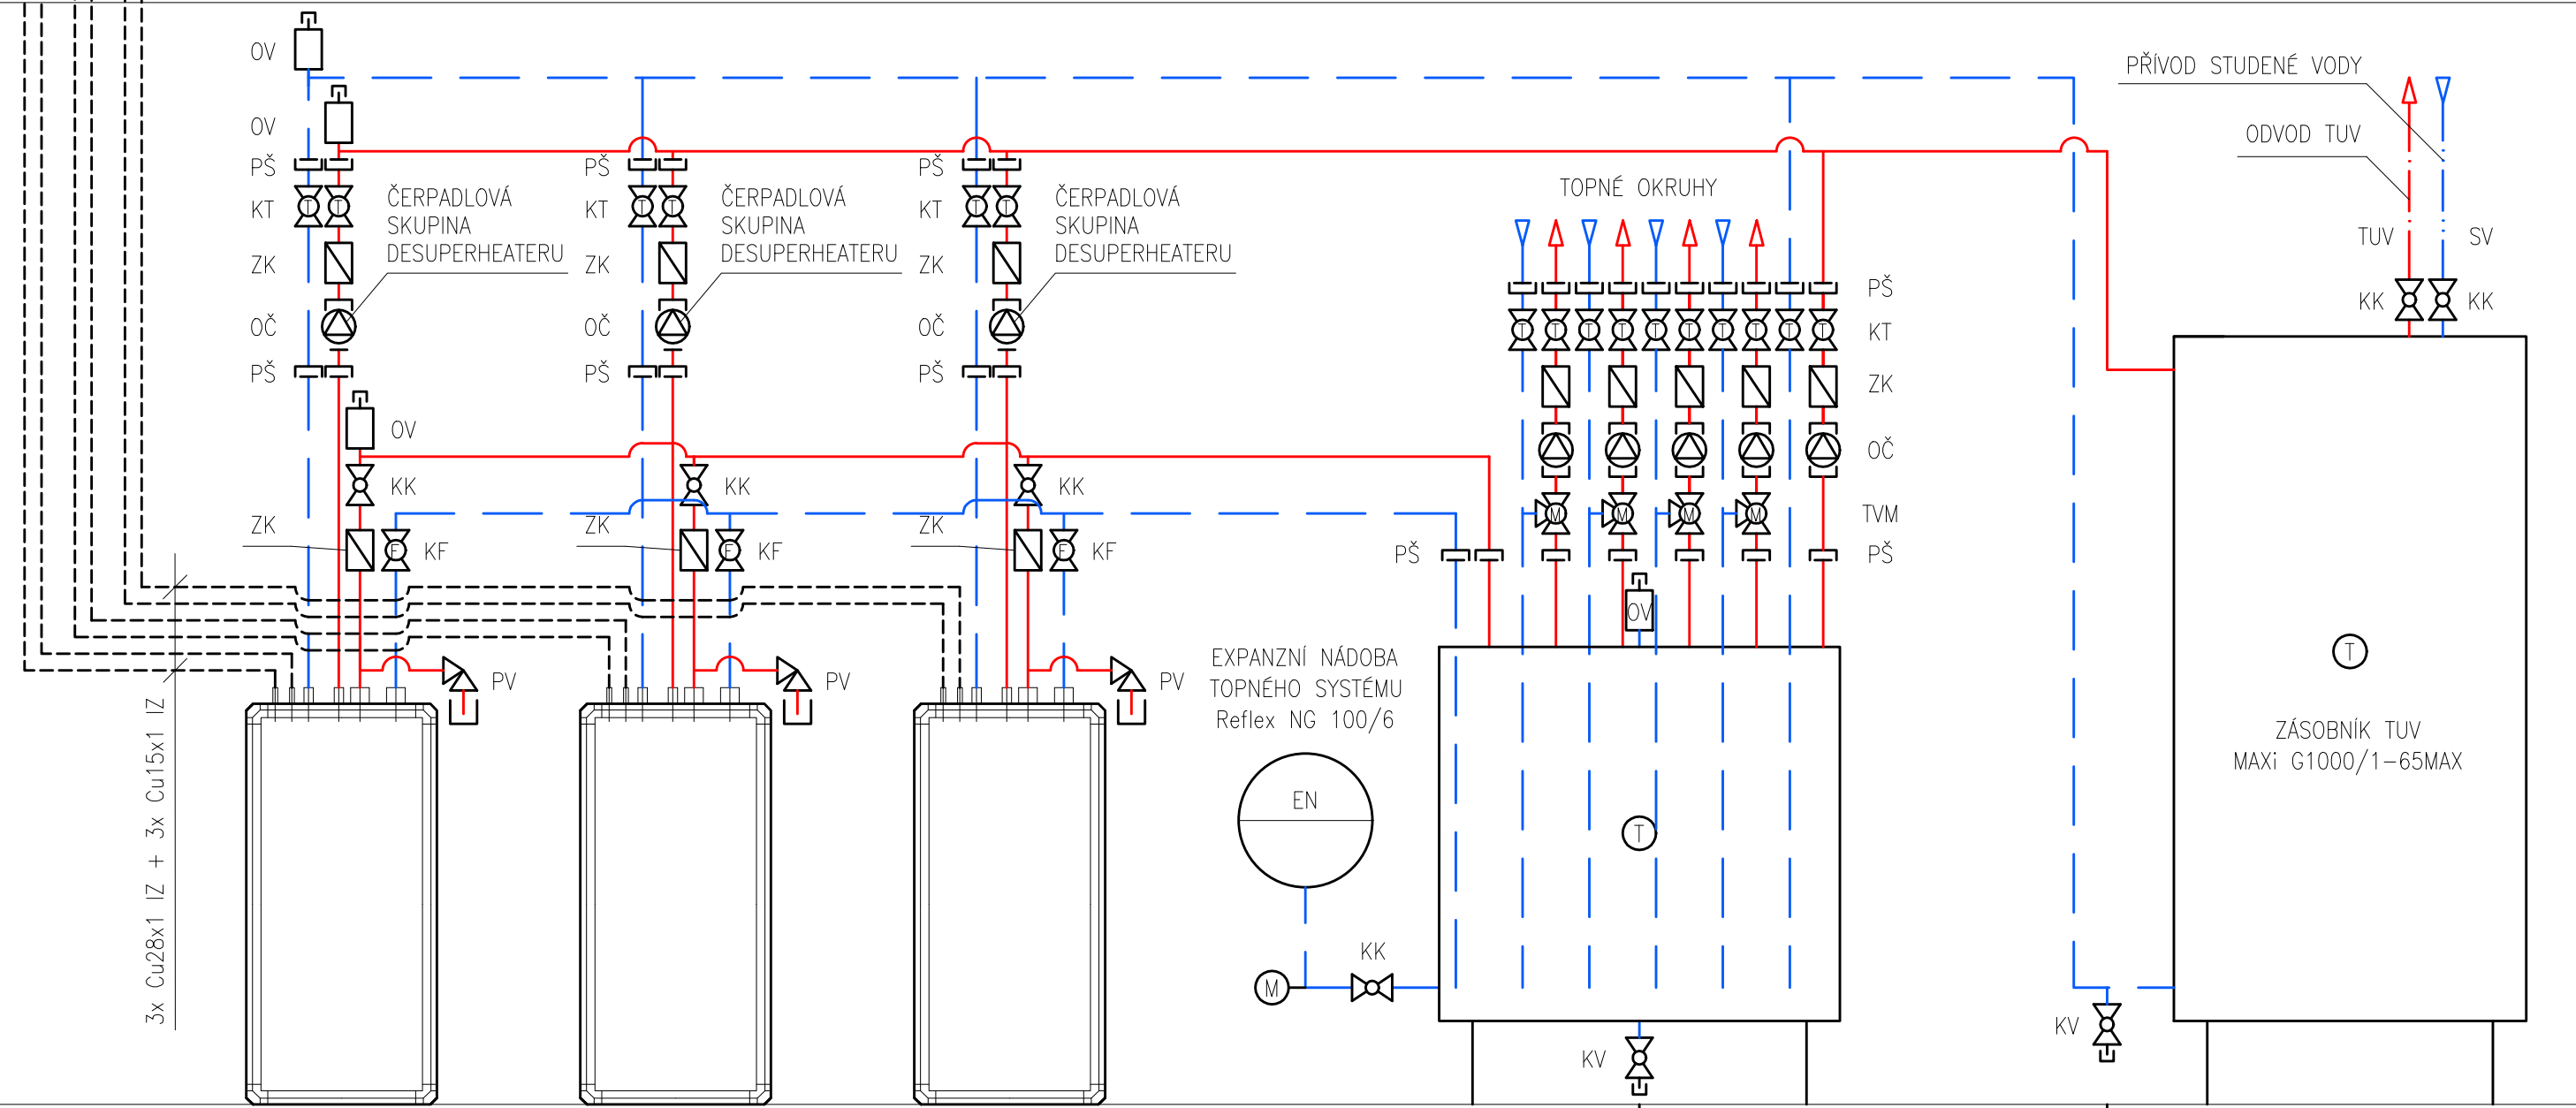 OV
PŘÍVOD STUDENÉ VODY
OV
ODVOD TUV
PŠ
PŠ
PŠ
TOPNÉ OKRUHY
KT
T
T
ČERPADLOVÁ
SKUPINA
DESUPERHEATERU
KT
T
T
ČERPADLOVÁ
SKUPINA
DESUPERHEATERU
KT
T
T
ČERPADLOVÁ
SKUPINA
DESUPERHEATERU
TUV
SV
ZK
ZK
ZK
PŠ
KK
KK
OČ
OČ
OČ
T
T
T
T
T
T
T
T
T
T
KT
PŠ
PŠ
PŠ
ZK
OV
OČ
KK
KK
KK
M
M
M
M
TVM
ZK
ZK
ZK
F
KF
F
KF
F
KF
PŠ
PŠ
OV
EXPANZNÍ NÁDOBA
TOPNÉHO SYSTÉMU
Reflex NG 100/6
PV
PV
PV
T
ZÁSOBNÍK TUV
MAXi G1000/1-65MAX
3x Cu28x1 IZ + 3x Cu15x1 IZ
EN
T
KK
M
KV
KV